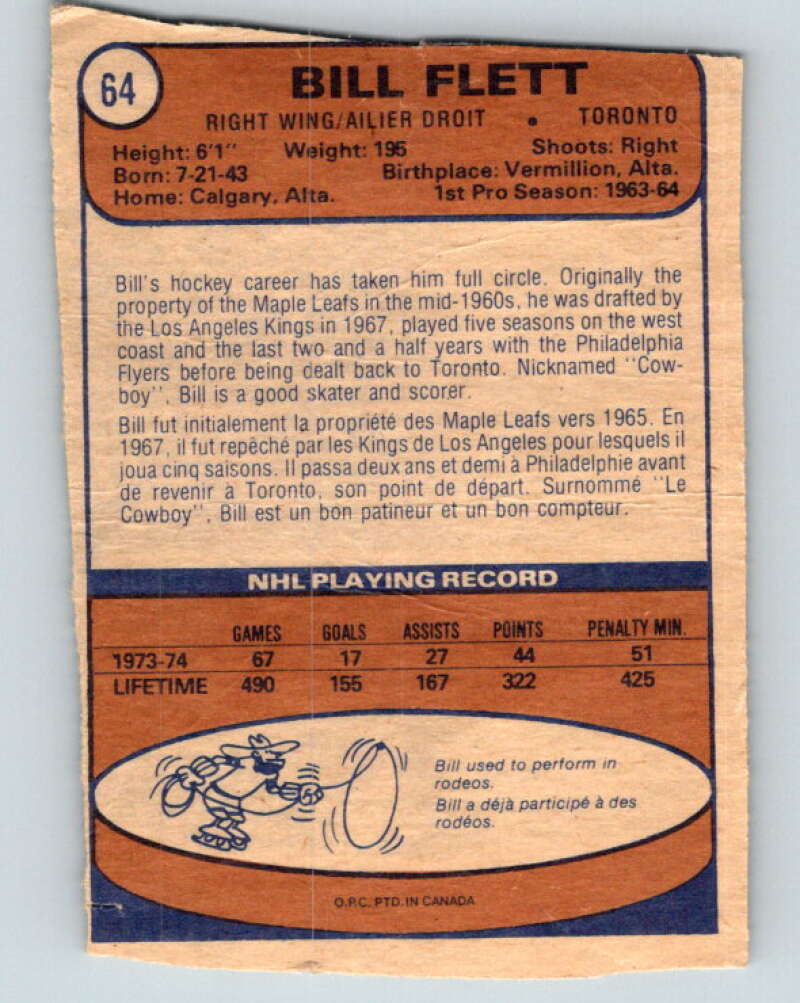 64
BILL FLETT
RIGHT WING/AILIER DROIT • TORONTO
Height: 6'1" Weight: 195 Shoots: Right
Born: 7-21-43 Birthplace: Vermillion, Alta.
Home: Calgary, Alta. 1st Pro Season: 1963-64
Bill's hockey career has taken him full circle. Originally the
property of the Maple Leafs in the mid-1960s, he was drafted by
the Los Angeles Kings in 1967, played five seasons on the west
coast and the last two and a half years with the Philadelphia
Flyers before being dealt back to Toronto. Nicknamed "Cow-
boy", Bill is a good skater and scorer.
Bill fut initialement la propriété des Maple Leafs vers 1965. En
1967, il fut repêché par les Kings de Los Angeles pour lesquels il
joua cinq saisons. Il passa deux ans et demi à Philadelphie avant
de revenir à Toronto, son point de départ. Surnommé "Le
Cowboy", Bill est un bon patineur et un bon compteur.
NHL PLAYING RECORD
GAMES GOALS ASSISTS POINTS PENALTY MIN.
1973-74 67 17 27 44 51
LIFETIME 490 155 167 322 425
Bill used to perform in
rodeos.
Bill a déjà participé à des
rodéos.
O.P.C. PTD. IN CANADA